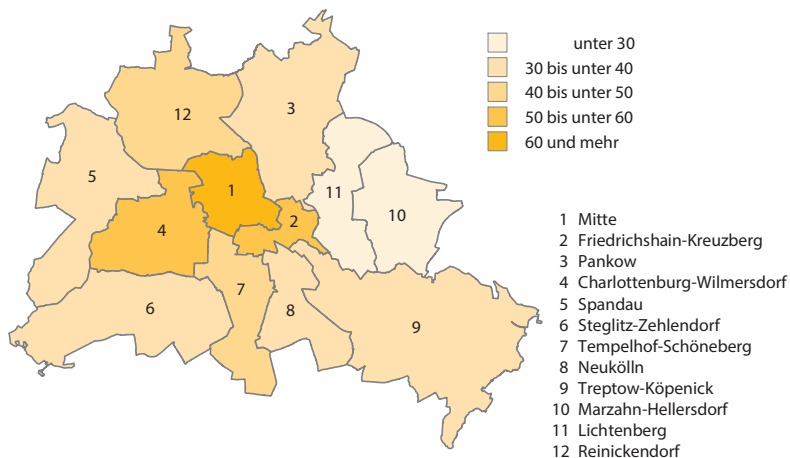 unter 30
30 bis unter 40
40 bis unter 50
50 bis unter 60
60 und mehr
12
3
5
1
11
10
2
4
7
6
8
9
1 Mitte
2 Friedrichshain-Kreuzberg
3 Pankow
4 Charlottenburg-Wilmersdorf
5 Spandau
6 Steglitz-Zehlendorf
7 Tempelhof-Schöneberg
8 Neukölln
9 Treptow-Köpenick
10 Marzahn-Hellersdorf
11 Lichtenberg
12 Reinickendorf